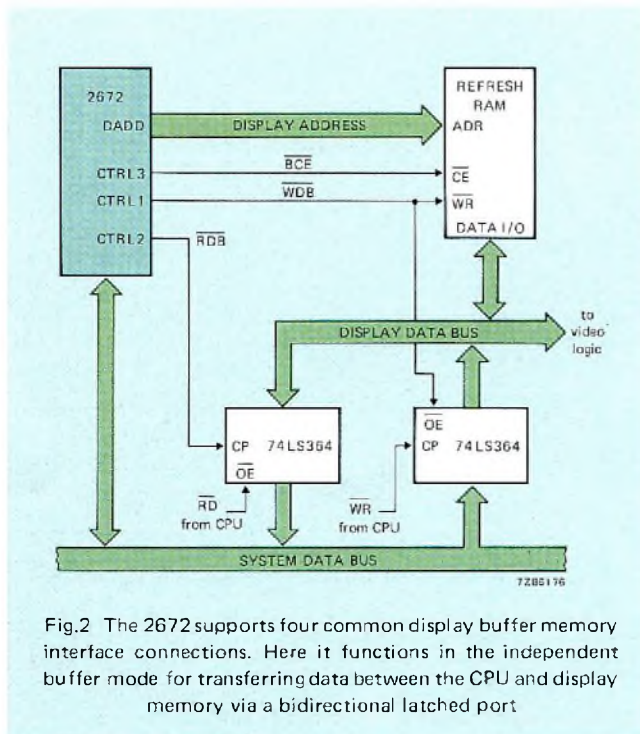 2672
DADD
DISPLAY ADDRESS
REFRESH
RAM
ADR
CTRL3
BCE
CE
CTRL1
WDB
WR
CTRL2
RDB
DATA I/O
DISPLAY DATA BUS
to
video
logic
CP 74LS364
OE
RD
from CPU
OE
CP 74LS364
WR
from CPU
SYSTEM DATA BUS
7Z86176
Fig.2 The 2672 supports four common display buffer memory
interface connections. Here it functions in the independent
buffer mode for transferring data between the CPU and display
memory via a bidirectional latched port